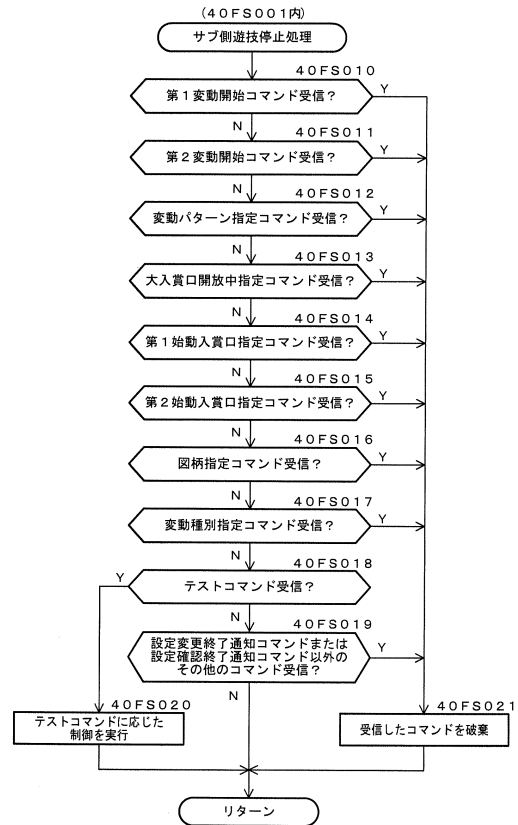 (40FS001内)
サブ側遊技停止処理
40FS010
第1変動開始コマンド受信?
Y
N
40FS011
第2変動開始コマンド受信?
Y
N
40FS012
変動パターン指定コマンド受信?
Y
N
40FS013
大入賞口開放中指定コマンド受信?
Y
N
40FS014
第1始動入賞口指定コマンド受信?
Y
N
40FS015
第2始動入賞口指定コマンド受信?
Y
N
40FS016
図柄指定コマンド受信?
Y
N
40FS017
変動種別指定コマンド受信?
Y
N
40FS018
Y
テストコマンド受信?
N
40FS019
設定変更終了通知コマンドまたは
設定確認終了通知コマンド以外の
その他のコマンド受信?
Y
N
40FS020
テストコマンドに応じた
制御を実行
40FS021
受信したコマンドを破棄
リターン